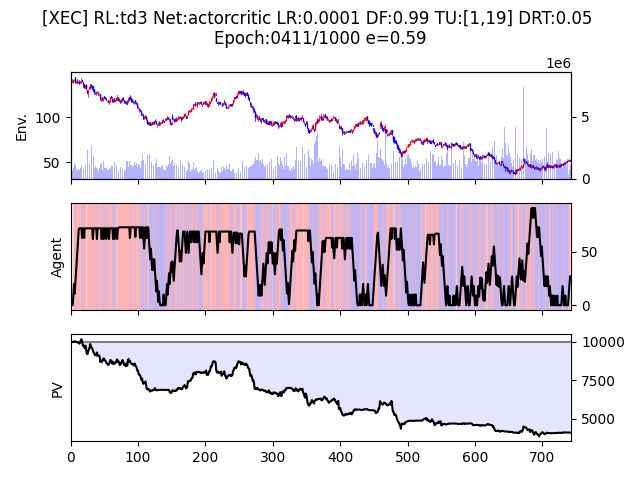 [XEC] RL:td3 Net:actorcritic LR:0.0001 DF:0.99 TU:[1,19] DRT:0.05
Epoch:0411/1000 e=0.59
1e6
Env.
100
50
5
0
Agent
50
0
PV
10000
7500
5000
0 100 200 300 400 500 600 700